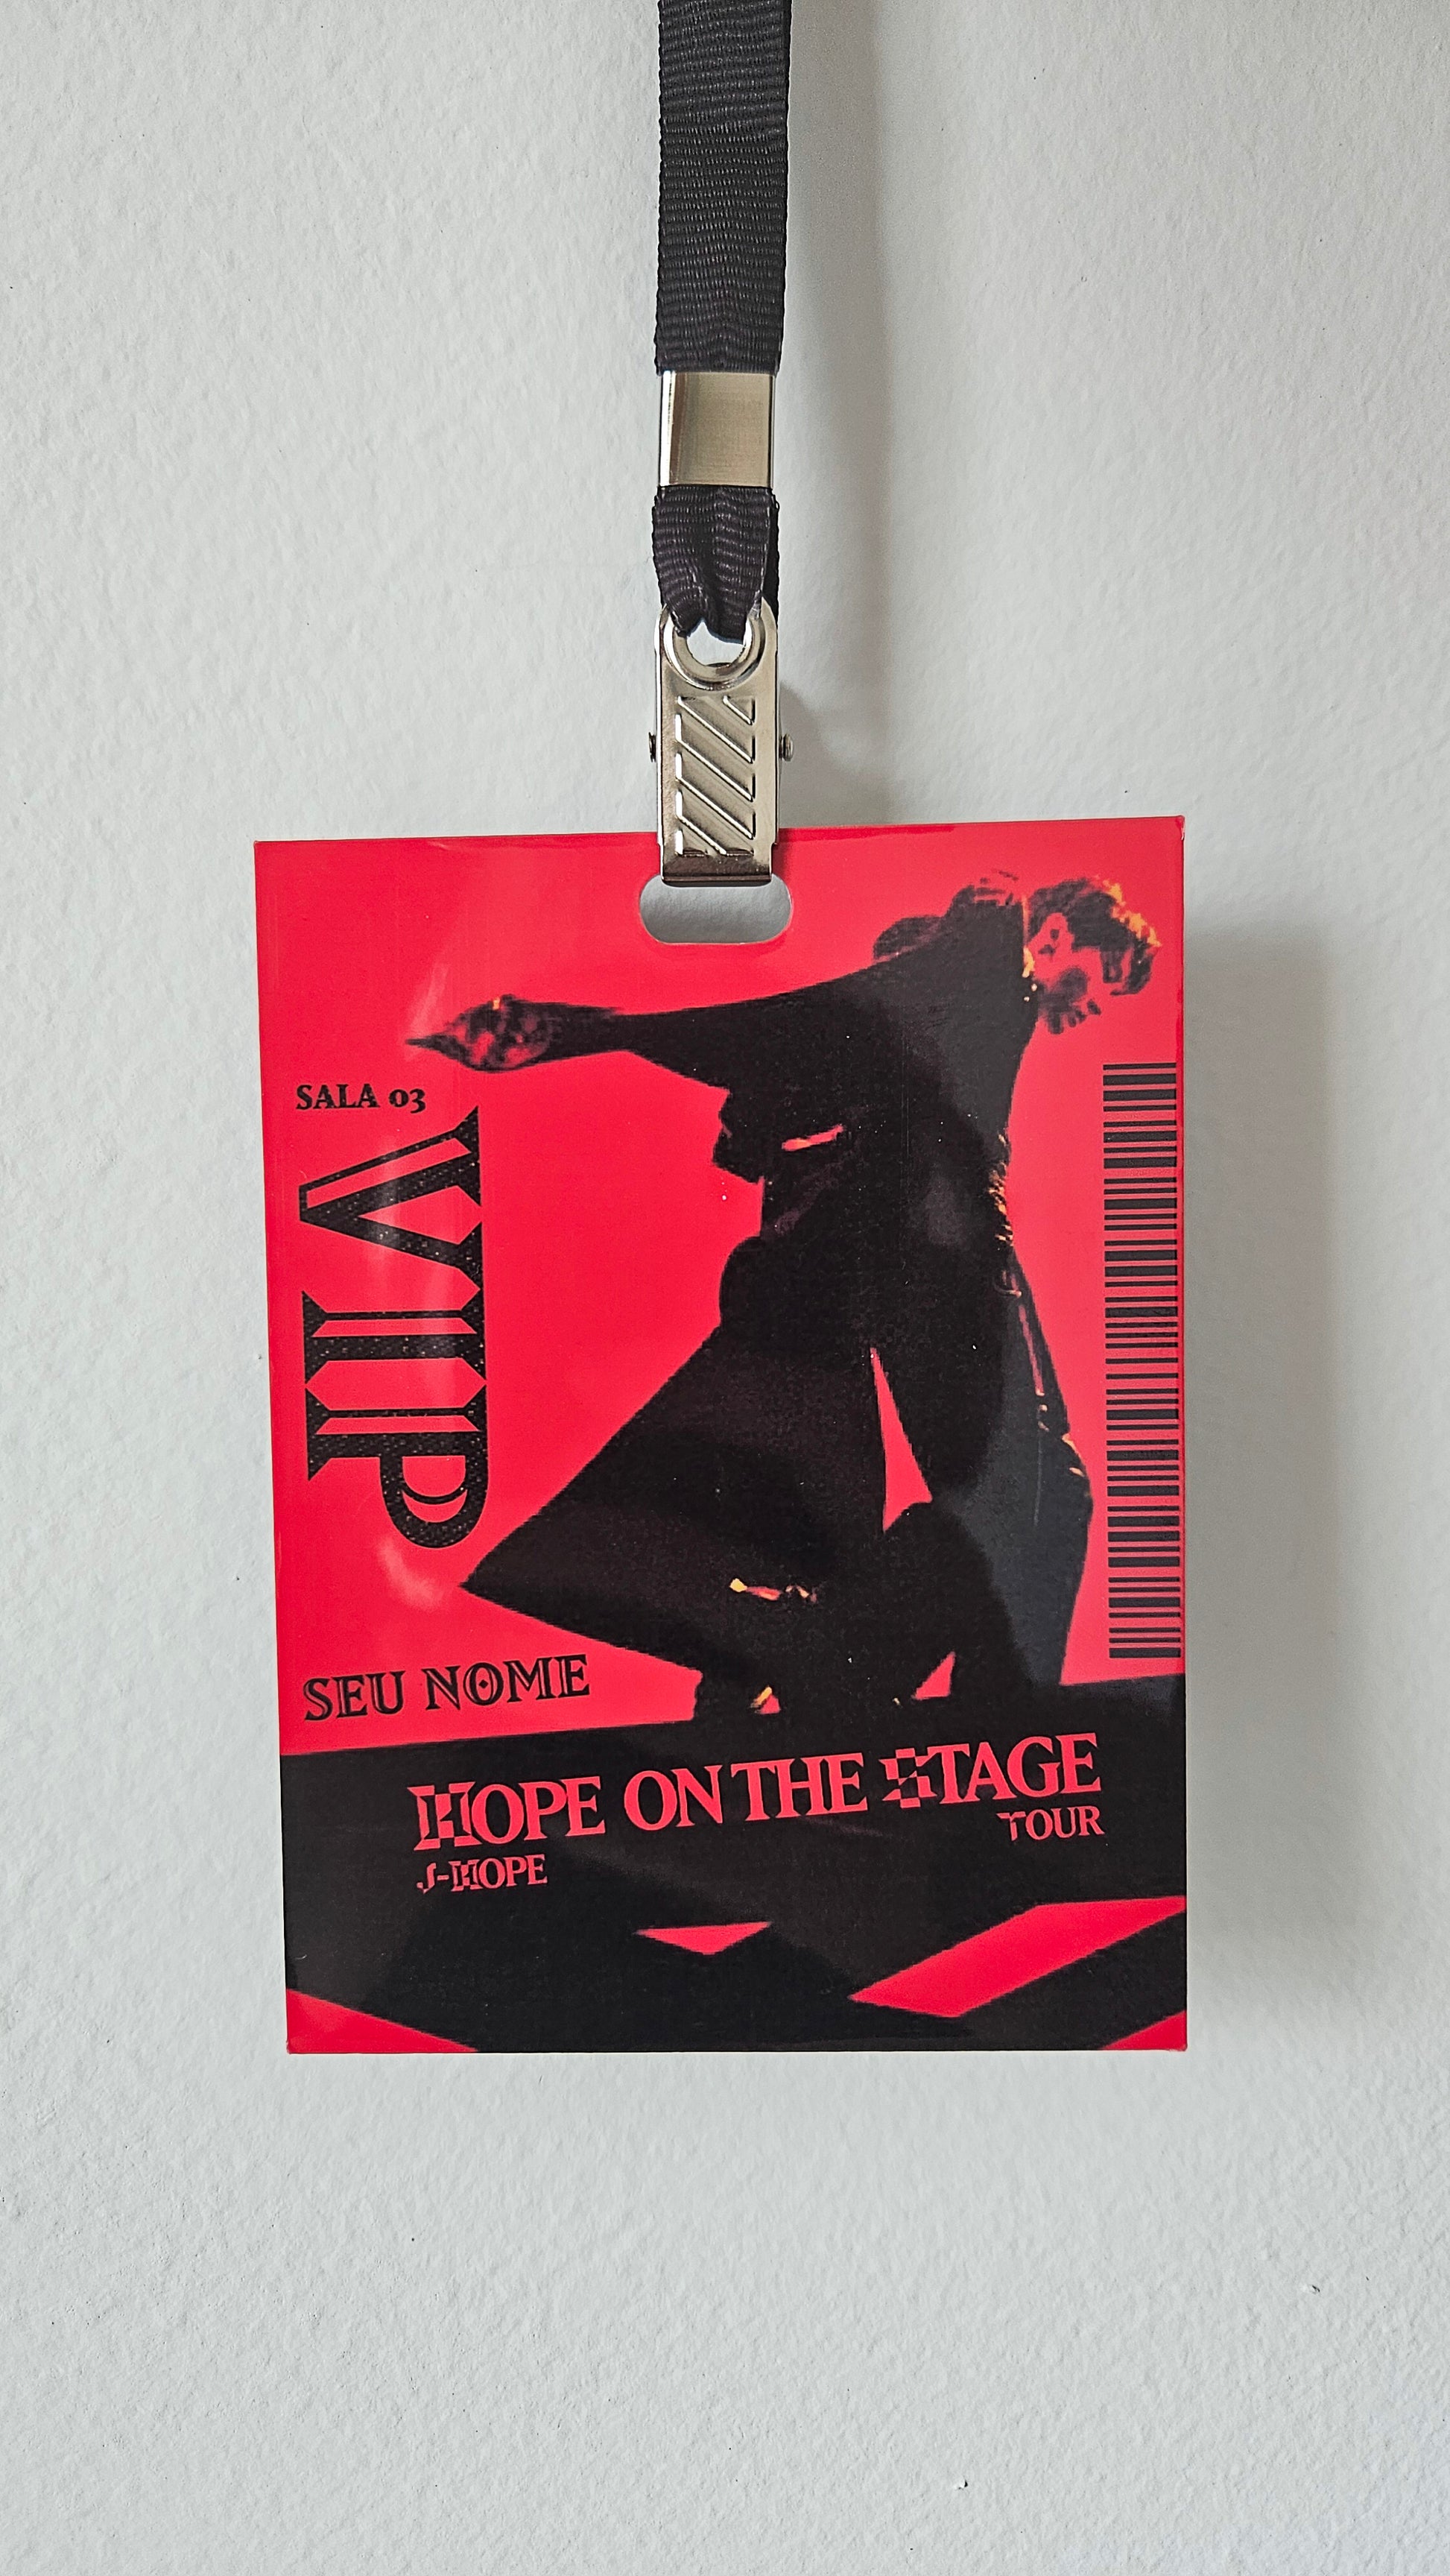 SALA 03
VIP
SEU NOME
HOPE ON THE STAGE
TOUR
J-HOPE